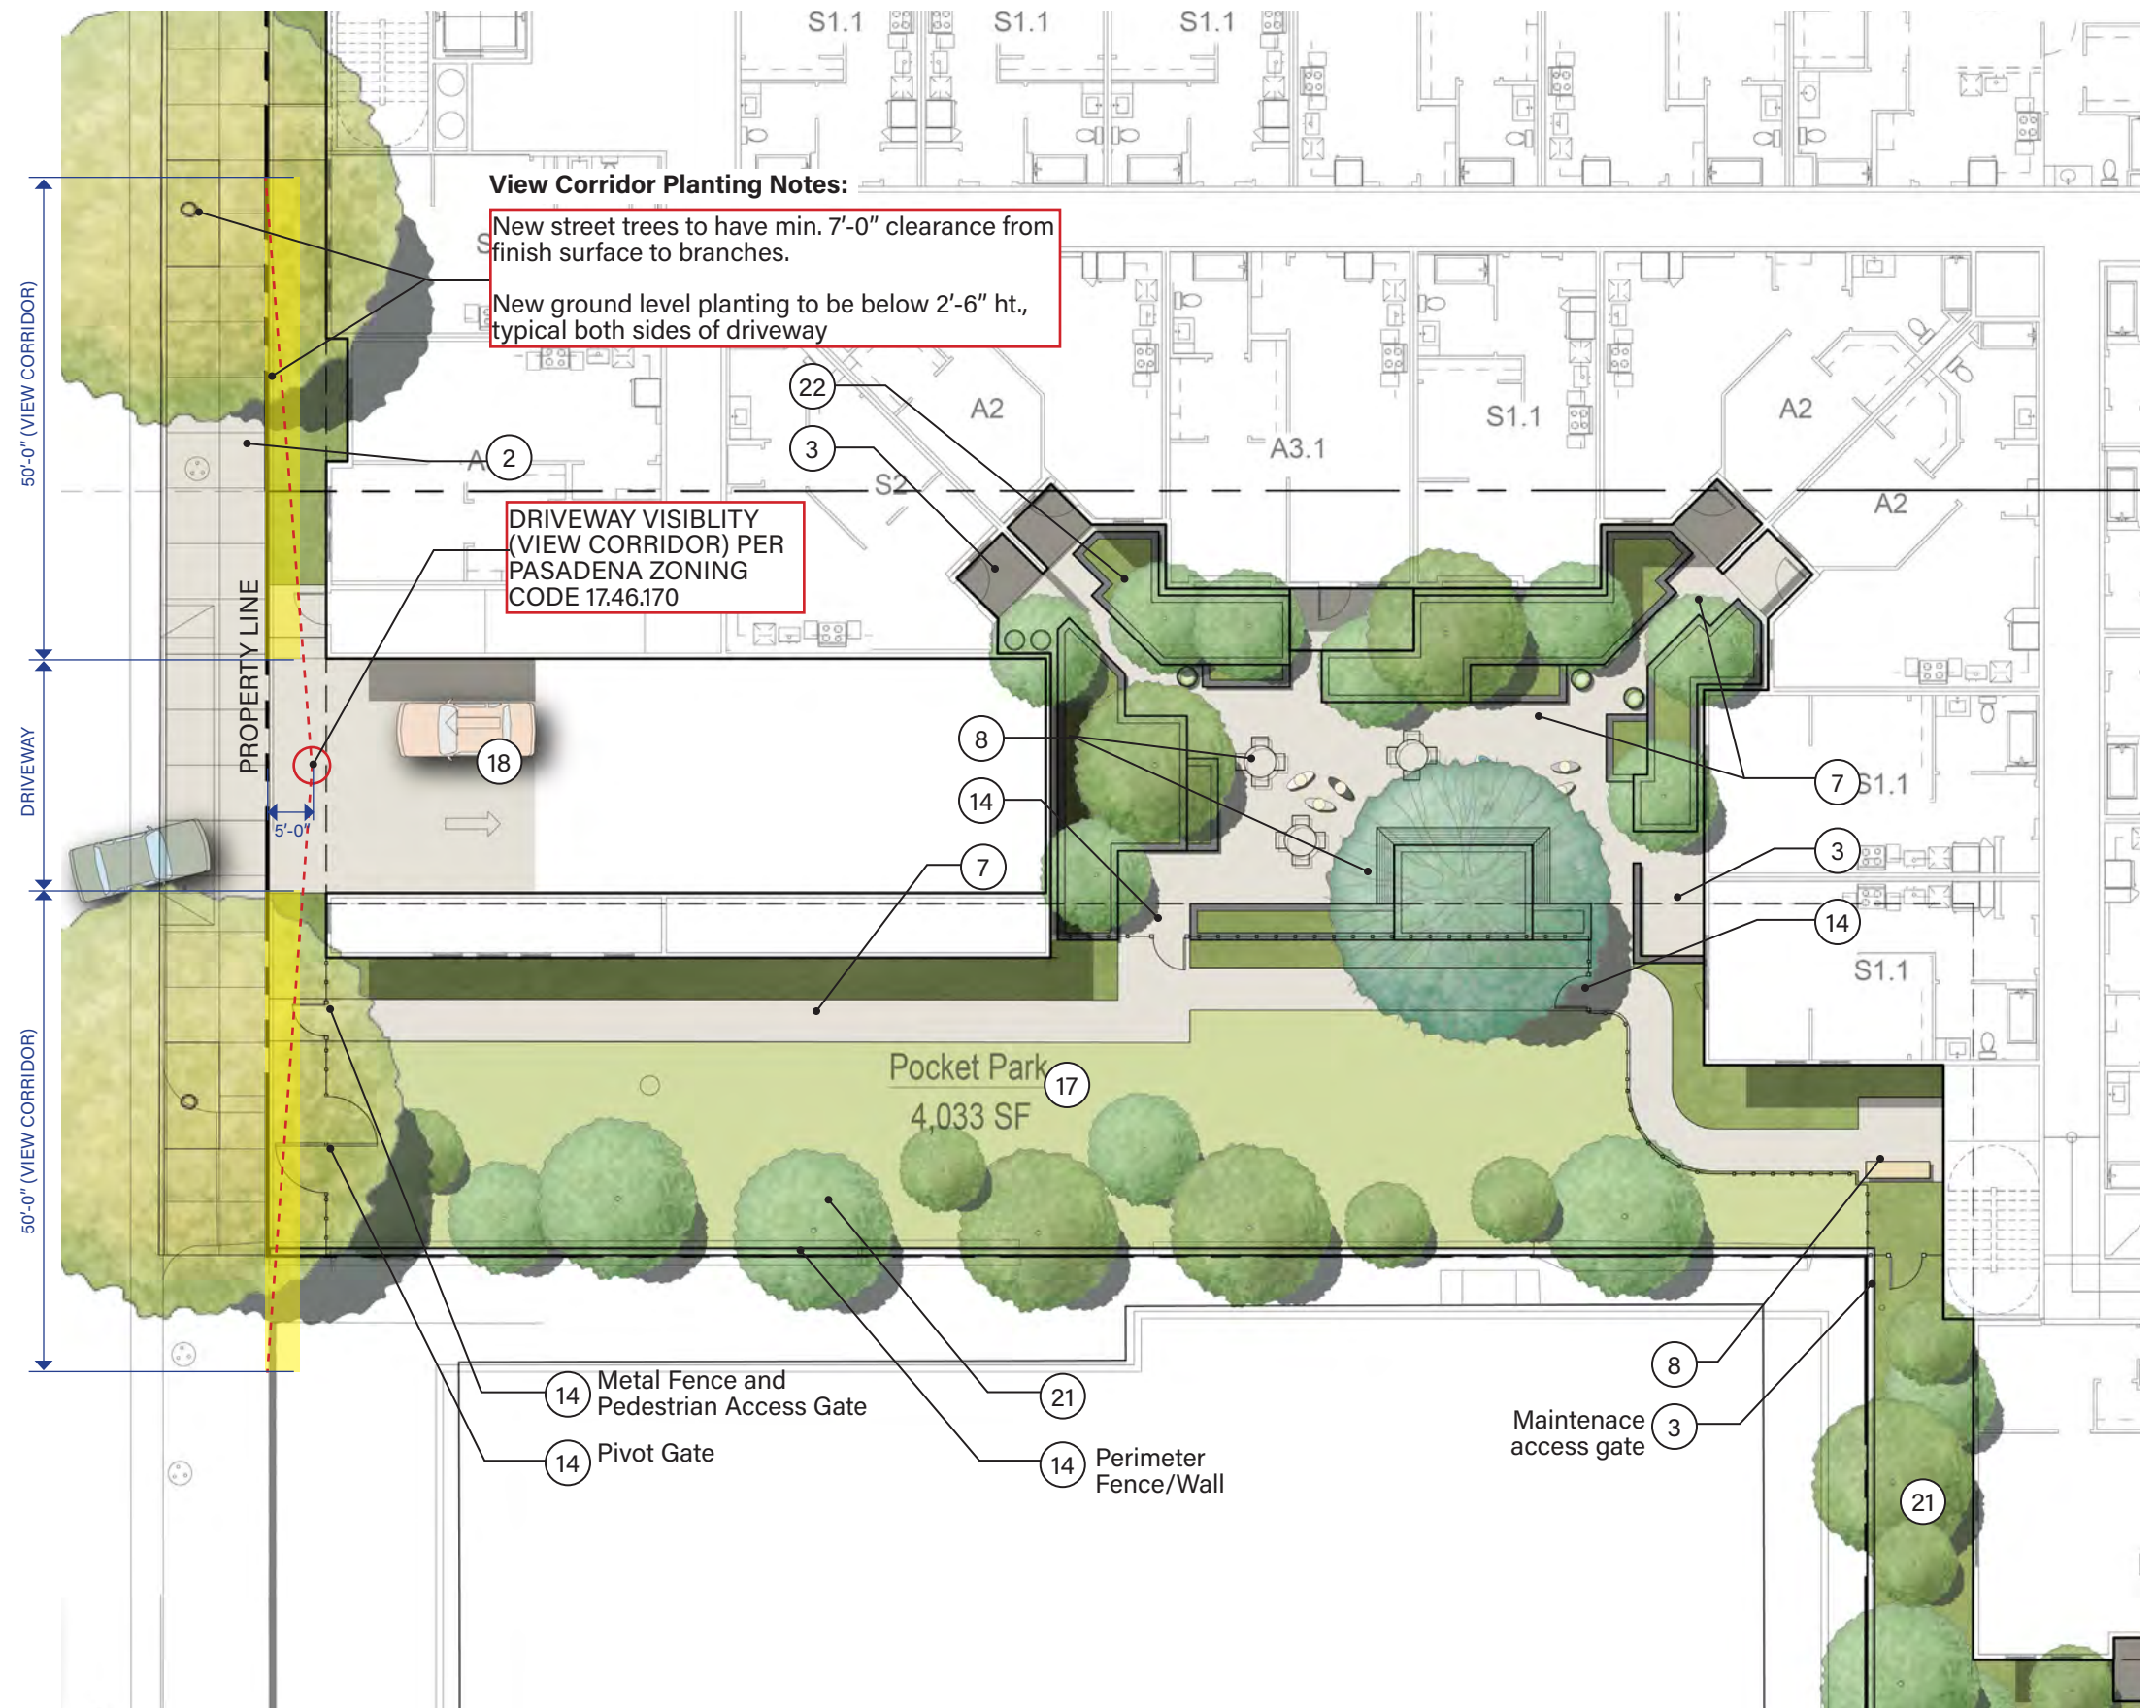 S1.1
S1.1
S1.1
View Corridor Planting Notes:
New street trees to have min. 7'-0" clearance from
finish surface to branches.
New ground level planting to be below 2'-6" ht.,
typical both sides of driveway
50'-0" (VIEW CORRIDOR)
22
A2
A3.1
S1.1
A2
3
2
S2
A2
DRIVEWAY VISIBLITY
(VIEW CORRIDOR) PER
PASADENA ZONING
CODE 17.46.170
PROPERTY LINE
DRIVEWAY
18
8
7
S1.1
14
5'-0"
3
7
14
S1.1
50'-0" (VIEW CORRIDOR)
Pocket Park
17
4,033 SF
14
Metal Fence and
Pedestrian Access Gate
21
8
14
Pivot Gate
14
Perimeter
Fence/Wall
Maintenace
access gate
3
21